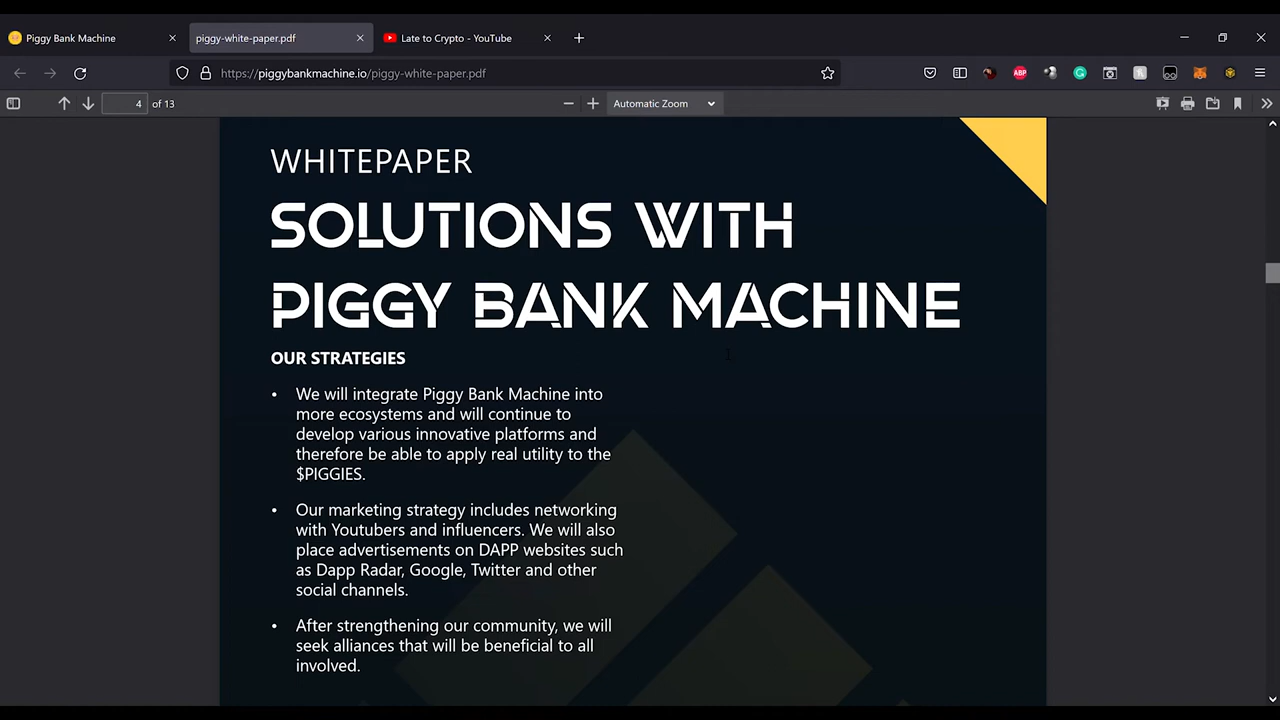 Piggy Bank Machine
piggy-white-paper.pdf
Late to Crypto - YouTube
https://piggybankmachine.io/piggy-white-paper.pdf
ABP
4 of 13
Automatic Zoom
WHITEPAPER
SOLUTIONS WITH
PIGGY BANK MACHINE
OUR STRATEGIES
• We will integrate Piggy Bank Machine into
more ecosystems and will continue to
develop various innovative platforms and
therefore be able to apply real utility to the
$PIGGIES.
• Our marketing strategy includes networking
with Youtubers and influencers. We will also
place advertisements on DAPP websites such
as Dapp Radar, Google, Twitter and other
social channels.
• After strengthening our community, we will
seek alliances that will be beneficial to all
involved.